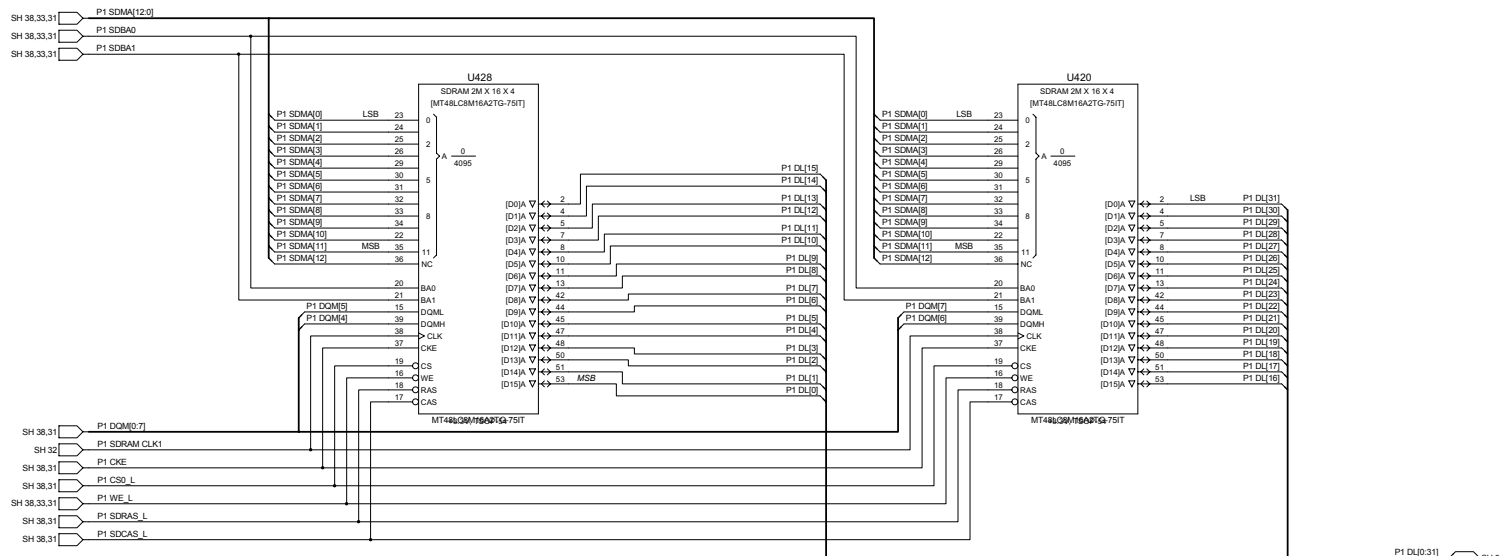 SH 38,33,31 P1 SDMA[12:0]
SH 38,33,31 P1 SDBA0
SH 38,33,31 P1 SDBA1
U428
SDRAM 2M X 16 X 4
[MT48LC8M16A2TG-75IT]
P1 SDMA[0] LSB 23 0
P1 SDMA[1] 24
P1 SDMA[2] 25 2
P1 SDMA[3] 26
P1 SDMA[4] 29
P1 SDMA[5] 30 5
P1 SDMA[6] 31
P1 SDMA[7] 32
P1 SDMA[8] 33 8
P1 SDMA[9] 34
P1 SDMA[10] 22
P1 SDMA[11] MSB 35 11
P1 SDMA[12] 36 NC
A 0
4095
20 BA0
21 BA1
P1 DQM[5] 15 DQML
P1 DQM[4] 39 DQMH
38 CLK
37 CKE
19 CS
16 WE
18 RAS
17 CAS
[D0]A 2 P1 DL[15]
[D1]A 4 P1 DL[14]
[D2]A 5 P1 DL[13]
[D3]A 7 P1 DL[12]
[D4]A 8 P1 DL[11]
[D5]A 10 P1 DL[10]
[D6]A 11 P1 DL[9]
[D7]A 13 P1 DL[8]
[D8]A 42 P1 DL[7]
[D9]A 44 P1 DL[6]
[D10]A 45 P1 DL[5]
[D11]A 47 P1 DL[4]
[D12]A 48 P1 DL[3]
[D13]A 50 P1 DL[2]
[D14]A 51 P1 DL[1]
[D15]A 53 MSB P1 DL[0]
U420
SDRAM 2M X 16 X 4
[MT48LC8M16A2TG-75IT]
P1 SDMA[0] LSB 23 0
P1 SDMA[1] 24
P1 SDMA[2] 25 2
P1 SDMA[3] 26
P1 SDMA[4] 29
P1 SDMA[5] 30 5
P1 SDMA[6] 31
P1 SDMA[7] 32
P1 SDMA[8] 33 8
P1 SDMA[9] 34
P1 SDMA[10] 22
P1 SDMA[11] MSB 35 11
P1 SDMA[12] 36 NC
A 0
4095
20 BA0
21 BA1
P1 DQM[7] 15 DQML
P1 DQM[6] 39 DQMH
38 CLK
37 CKE
19 CS
16 WE
18 RAS
17 CAS
[D0]A 2 LSB P1 DL[31]
[D1]A 4 P1 DL[30]
[D2]A 5 P1 DL[29]
[D3]A 7 P1 DL[28]
[D4]A 8 P1 DL[27]
[D5]A 10 P1 DL[26]
[D6]A 11 P1 DL[25]
[D7]A 13 P1 DL[24]
[D8]A 42 P1 DL[23]
[D9]A 44 P1 DL[22]
[D10]A 45 P1 DL[21]
[D11]A 47 P1 DL[20]
[D12]A 48 P1 DL[19]
[D13]A 50 P1 DL[18]
[D14]A 51 P1 DL[17]
[D15]A 53 P1 DL[16]
SH 38,31 P1 DQM[0:7]
SH 32 P1 SDRAM CLK1
SH 38,31 P1 CKE
SH 38,31 P1 CS0_L
SH 38,33,31 P1 WE_L
SH 38,31 P1 SDRAS_L
SH 38,31 P1 SDCAS_L
P1 DL[0:31]